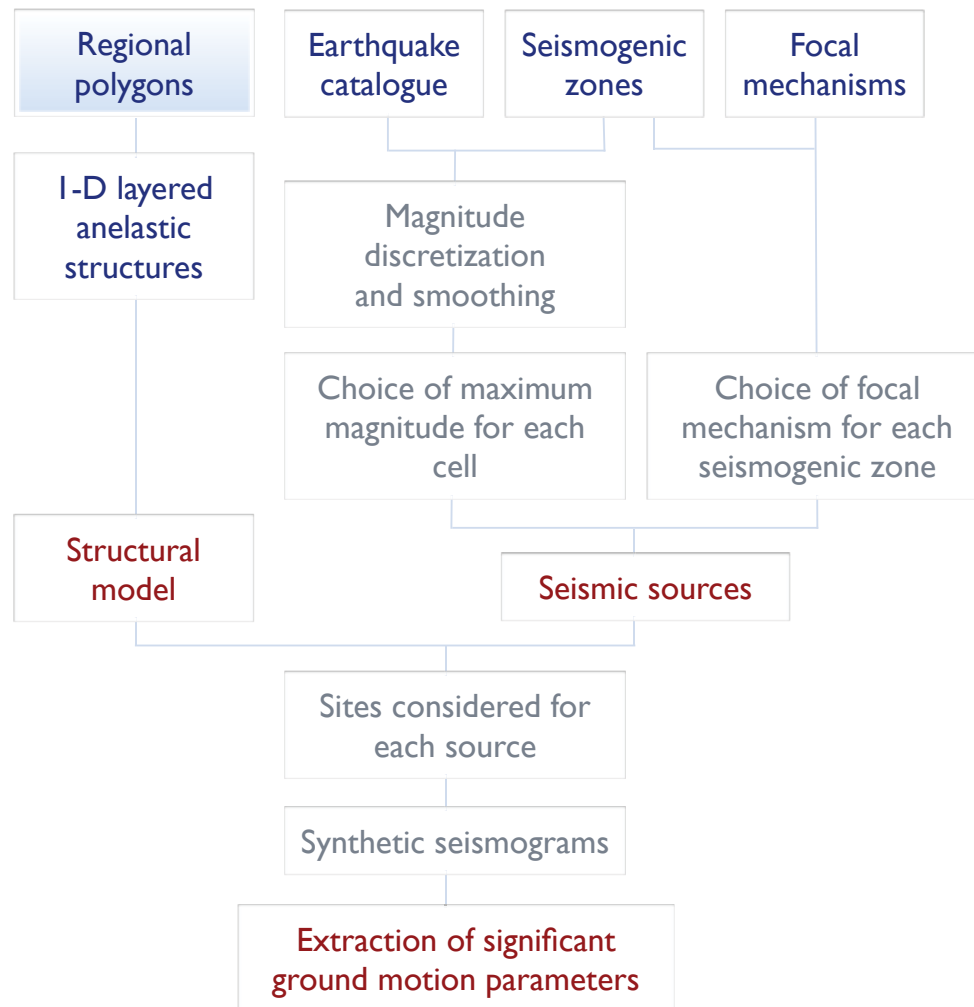 Regional
polygons
Earthquake
catalogue
Seismogenic
zones
Focal
mechanisms
1-D layered
anelastic
structures
Magnitude
discretization
and smoothing
Choice of maximum
magnitude for each
cell
Choice of focal
mechanism for each
seismogenic zone
Structural
model
Seismic sources
Sites considered for
each source
Synthetic seismograms
Extraction of significant
ground motion parameters